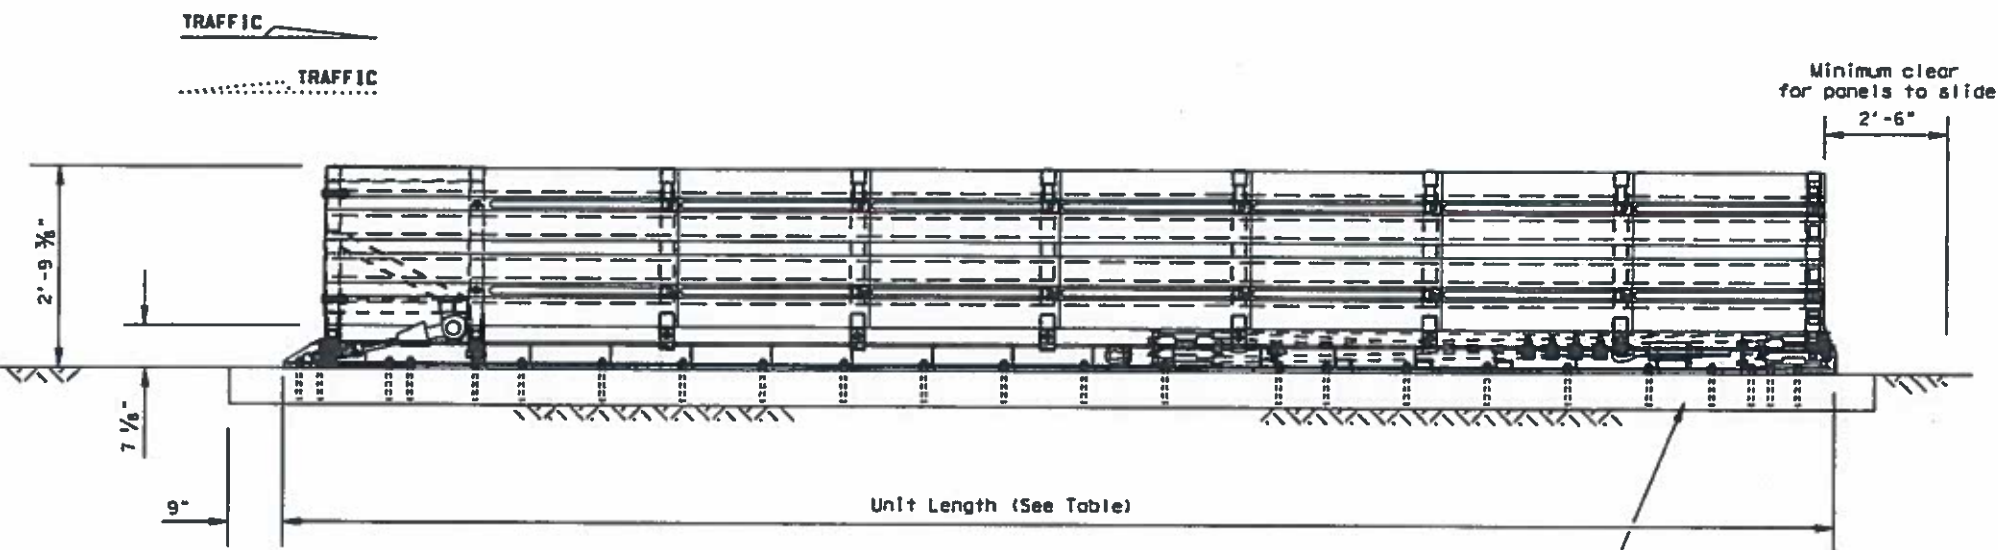 TRAFFIC
TRAFFIC
Minimum clear
for panels to slide
2'-6"
2'-9 3/8"
7 1/8"
9"
Unit Length (See Table)